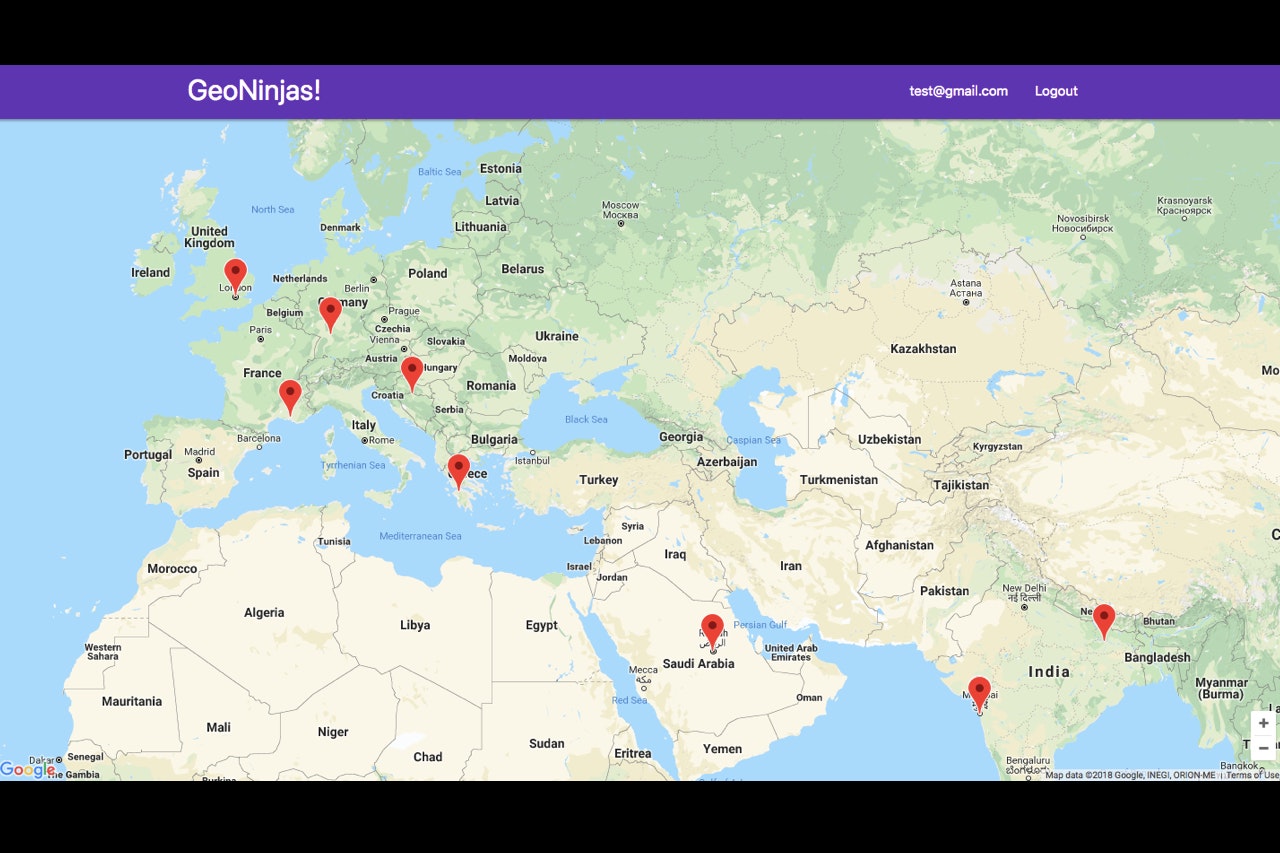 GeoNinjas!
test@gmail.com
Logout
Estonia
Baltic Sea
Latvia
Moscow
Москва
Krasnoyarsk
Красноярск
North Sea
Novosibirsk
Новосибирск
Denmark
Lithuania
United
Kingdom
Ireland
Belarus
Poland
Netherlands
London
Berlin
Astana
Астана
Germany
Belgium
Prague
Paris
Czechia
Vienna
Slovakia
Ukraine
Kazakhstan
Austria
Moldova
Hungary
France
Mo
Romania
Croatia
Serbia
Italy
Black Sea
Barcelona
Rome
Bulgaria
Georgia
Caspian Sea
Uzbekistan
Kyrgyzstan
Portugal
Madrid
Spain
Tyrrhenian Sea
Istanbul
Azerbaijan
Greece
Turkey
Turkmenistan
Tajikistan
Syria
Mediterranean Sea
Tunisia
Lebanon
Afghanistan
Iraq
Iran
Morocco
Israel
Jordan
Pakistan
New Delhi
नई दिल्ली
Algeria
Libya
Egypt
Persian Gulf
Ne
Bhutan
Western
Sahara
United Arab
Emirates
Saudi Arabia
Bangladesh
Mecca
مكة
India
Myanmar
(Burma)
Mauritania
Red Sea
Oman
Mali
Niger
Sudan
Yemen
Eritrea
Chad
Dakar
Senegal
The Gambia
Google
Bengaluru
Bangkok
Map data ©2018 Google, INEGI, ORION-ME
Terms of Use